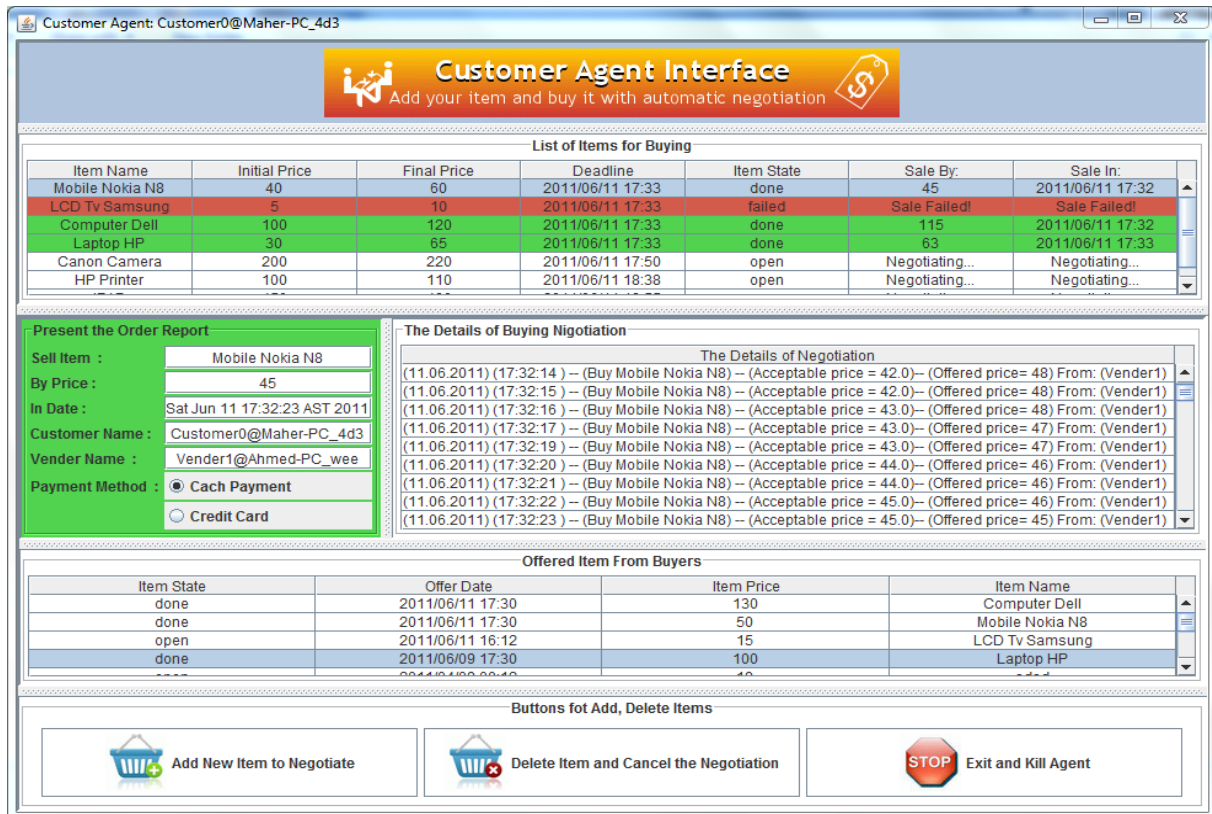 Customer Agent: Customer0@Maher-PC_4d3
Customer Agent Interface
Add your item and buy it with automatic negotiation
List of Items for Buying
Item Name Initial Price Final Price Deadline Item State Sale By: Sale In:
Mobile Nokia N8 40 60 2011/06/11 17:33 done 45 2011/06/11 17:32
LCD Tv Samsung 5 10 2011/06/11 17:33 failed Sale Failed! Sale Failed!
Computer Dell 100 120 2011/06/11 17:33 done 115 2011/06/11 17:32
Laptop HP 30 65 2011/06/11 17:33 done 63 2011/06/11 17:33
Canon Camera 200 220 2011/06/11 17:50 open Negotiating... Negotiating...
HP Printer 100 110 2011/06/11 18:38 open Negotiating... Negotiating...
Present the Order Report
Sell Item : Mobile Nokia N8
By Price : 45
In Date : Sat Jun 11 17:32:23 AST 2011
Customer Name : Customer0@Maher-PC_4d3
Vender Name : Vender1@Ahmed-PC_wee
Payment Method : Cach Payment
Credit Card
The Details of Buying Nigotiation
The Details of Negotiation
(11.06.2011) (17:32:14 ) -- (Buy Mobile Nokia N8) -- (Acceptable price = 42.0)-- (Offered price= 48) From: (Vender1)
(11.06.2011) (17:32:15 ) -- (Buy Mobile Nokia N8) -- (Acceptable price = 42.0)-- (Offered price= 48) From: (Vender1)
(11.06.2011) (17:32:16 ) -- (Buy Mobile Nokia N8) -- (Acceptable price = 43.0)-- (Offered price= 48) From: (Vender1)
(11.06.2011) (17:32:17 ) -- (Buy Mobile Nokia N8) -- (Acceptable price = 43.0)-- (Offered price= 47) From: (Vender1)
(11.06.2011) (17:32:19 ) -- (Buy Mobile Nokia N8) -- (Acceptable price = 43.0)-- (Offered price= 47) From: (Vender1)
(11.06.2011) (17:32:20 ) -- (Buy Mobile Nokia N8) -- (Acceptable price = 44.0)-- (Offered price= 46) From: (Vender1)
(11.06.2011) (17:32:21 ) -- (Buy Mobile Nokia N8) -- (Acceptable price = 44.0)-- (Offered price= 46) From: (Vender1)
(11.06.2011) (17:32:22 ) -- (Buy Mobile Nokia N8) -- (Acceptable price = 45.0)-- (Offered price= 46) From: (Vender1)
(11.06.2011) (17:32:23 ) -- (Buy Mobile Nokia N8) -- (Acceptable price = 45.0)-- (Offered price= 45) From: (Vender1)
Offered Item From Buyers
Item State Offer Date Item Price Item Name
done 2011/06/11 17:30 130 Computer Dell
done 2011/06/11 17:30 50 Mobile Nokia N8
open 2011/06/11 16:12 15 LCD Tv Samsung
done 2011/06/09 17:30 100 Laptop HP
Buttons fot Add, Delete Items
Add New Item to Negotiate
Delete Item and Cancel the Negotiation
STOP Exit and Kill Agent